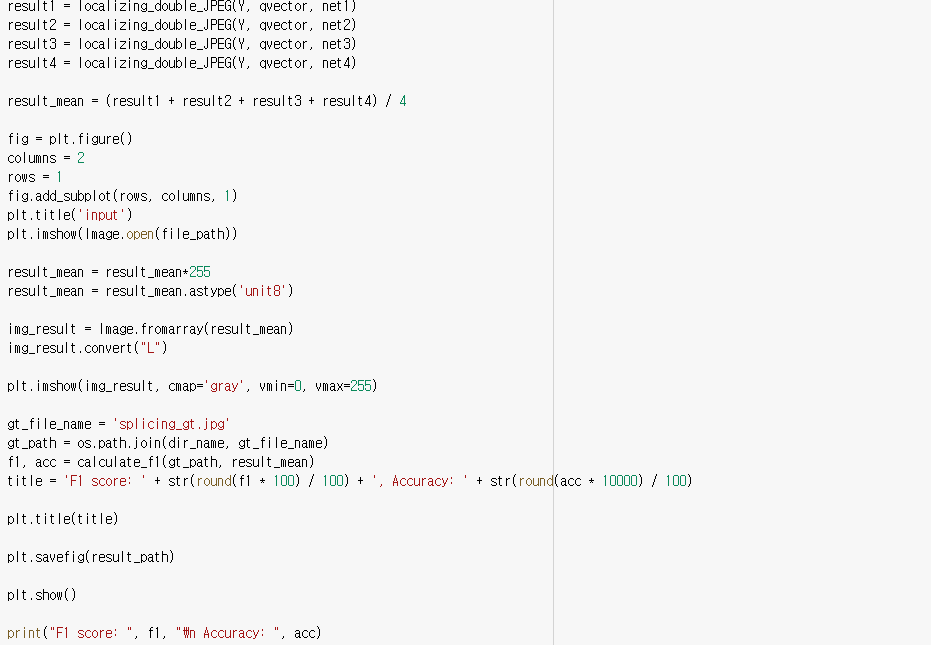 result1 = localizing_double_JPEG(Y, qvector, net1)
result2 = localizing_double_JPEG(Y, qvector, net2)
result3 = localizing_double_JPEG(Y, qvector, net3)
result4 = localizing_double_JPEG(Y, qvector, net4)
result_mean = (result1 + result2 + result3 + result4) / 4
fig = plt.figure()
columns = 2
rows = 1
fig.add_subplot(rows, columns, 1)
plt.title('input')
plt.imshow(Image.open(file_path))
result_mean = result_mean*255
result_mean = result_mean.astype('unit8')
img_result = Image.fromarray(result_mean)
img_result.convert("L")
plt.imshow(img_result, cmap='gray', vmin=0, vmax=255)
gt_file_name = 'splicing_gt.jpg'
gt_path = os.path.join(dir_name, gt_file_name)
f1, acc = calculate_f1(gt_path, result_mean)
title = 'F1 score: ' + str(round(f1 * 100) / 100) + ', Accuracy: ' + str(round(acc * 10000) / 100)
plt.title(title)
plt.savefig(result_path)
plt.show()
print("F1 score: ", f1, "₩n Accuracy: ", acc)